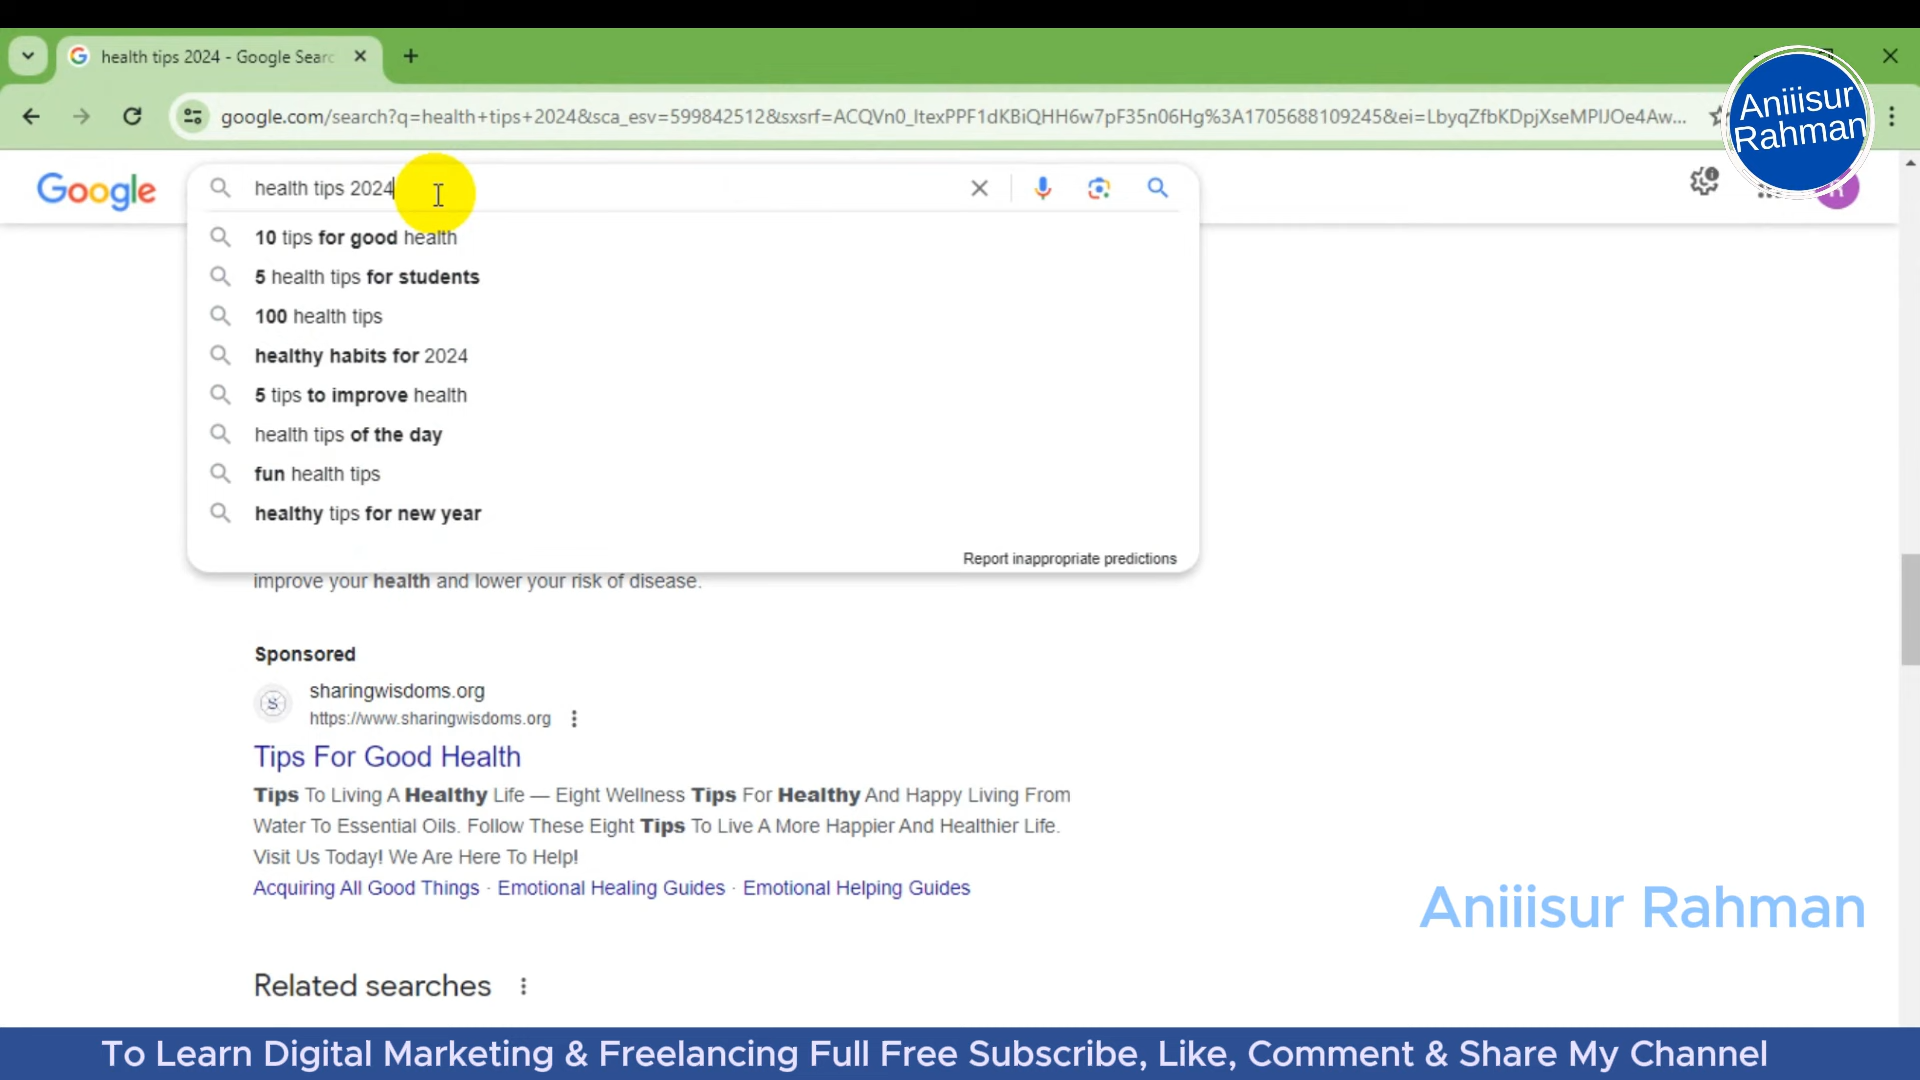 health tips 2024 - Google Searc
google.com/search?q=health+tips+2024&sca_esv=599842512&sxsrf=ACQVn0_ItexPPF1dKBiQHH6w7pF35n06Hg%3A1705688109245&ei=LbyqZfbKDpjXseMPIJOe4Aw...
Aniiisur
Rahman
Google
health tips 2024
10 tips for good health
5 health tips for students
100 health tips
healthy habits for 2024
5 tips to improve health
health tips of the day
fun health tips
healthy tips for new year
Report inappropriate predictions
improve your health and lower your risk of disease.
Sponsored
S
sharingwisdoms.org
https://www.sharingwisdoms.org
Tips For Good Health
Tips To Living A Healthy Life — Eight Wellness Tips For Healthy And Happy Living From
Water To Essential Oils. Follow These Eight Tips To Live A More Happier And Healthier Life.
Visit Us Today! We Are Here To Help!
Acquiring All Good Things · Emotional Healing Guides · Emotional Helping Guides
Aniiisur Rahman
Related searches
To Learn Digital Marketing & Freelancing Full Free Subscribe, Like, Comment & Share My Channel